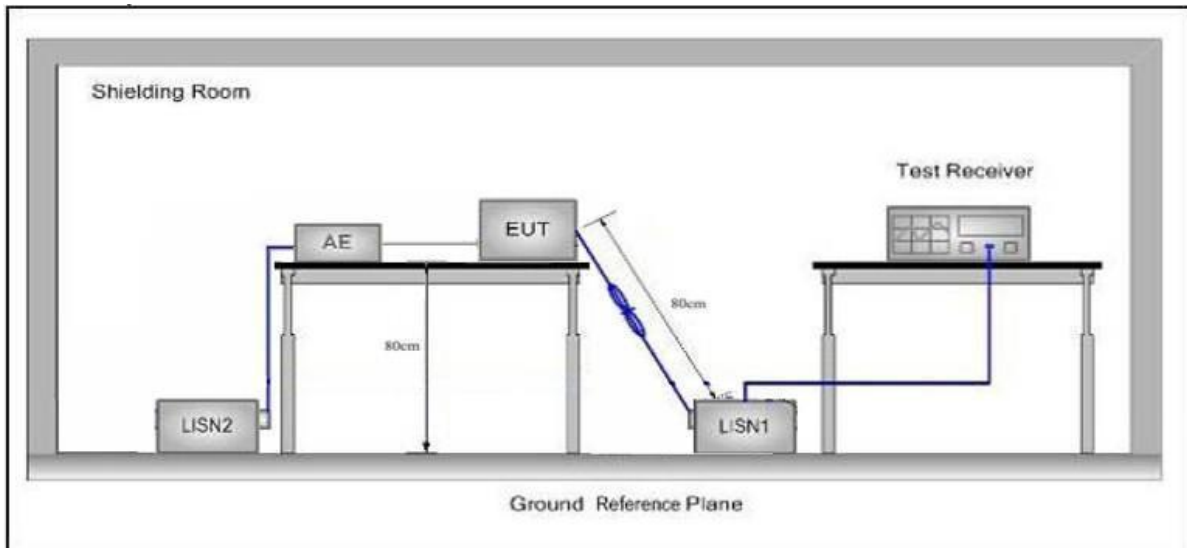 Shielding Room
Test Receiver
EUT
AE
80cm
80cm
LISN2
LISN1
Ground Reference Plane